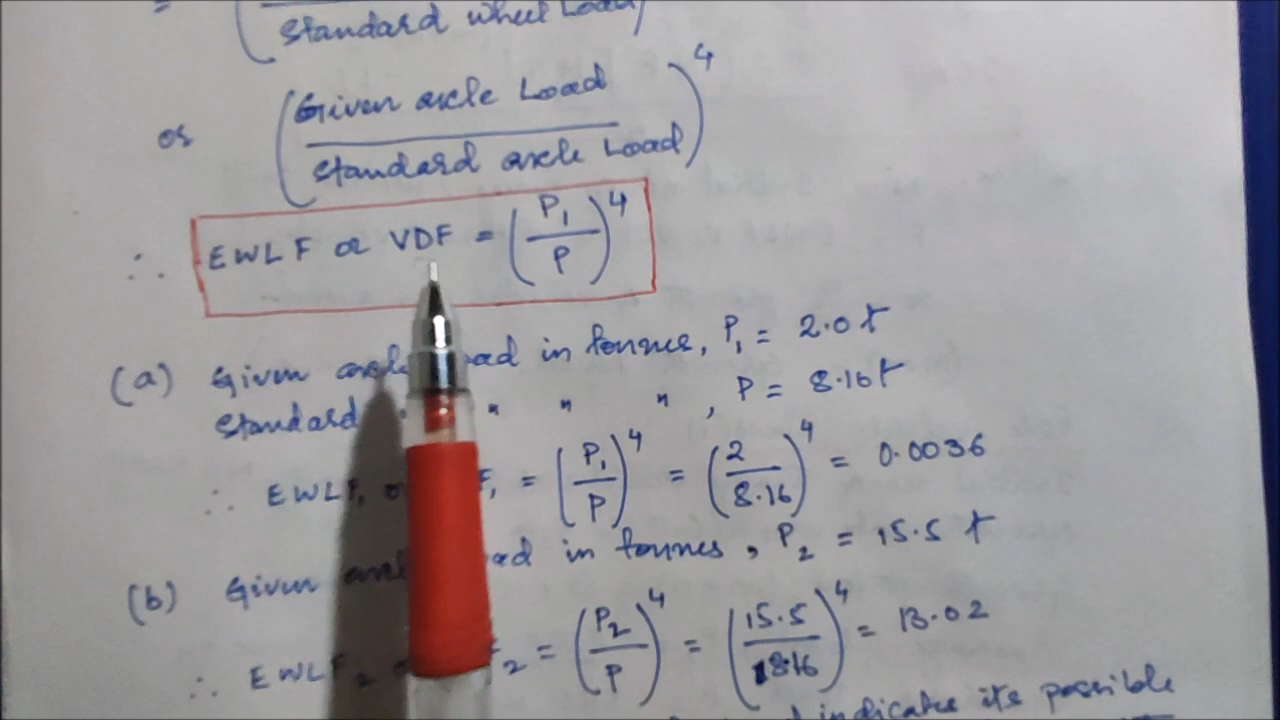 = ( / Standard wheel Load )
or ( Given axle Load / Standard axle Load )^4
∴ EWLF or VDF = ( P₁ / P )^4
(a) Given axle in tonnes, P₁ = 2.0 t
Standard " " " , P = 8.16 t
∴ EWLF₁ = ( P₁ / P )^4 = ( 2 / 8.16 )^4 = 0.0036
(b) Given in tonnes, P₂ = 15.5 t
∴ EWLF₂ = ( P₂ / P )^4 = ( 15.5 / 8.16 )^4 = 13.02
indicates its possible